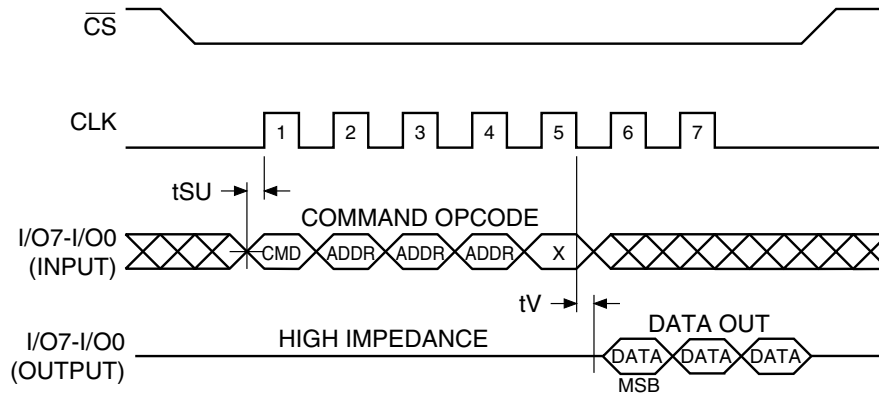 CS
CLK
1 2 3 4 5 6 7
tSU
COMMAND OPCODE
I/O7-I/O0
(INPUT)
CMD ADDR ADDR ADDR X
tV
HIGH IMPEDANCE
DATA OUT
I/O7-I/O0
(OUTPUT)
DATA DATA DATA
MSB